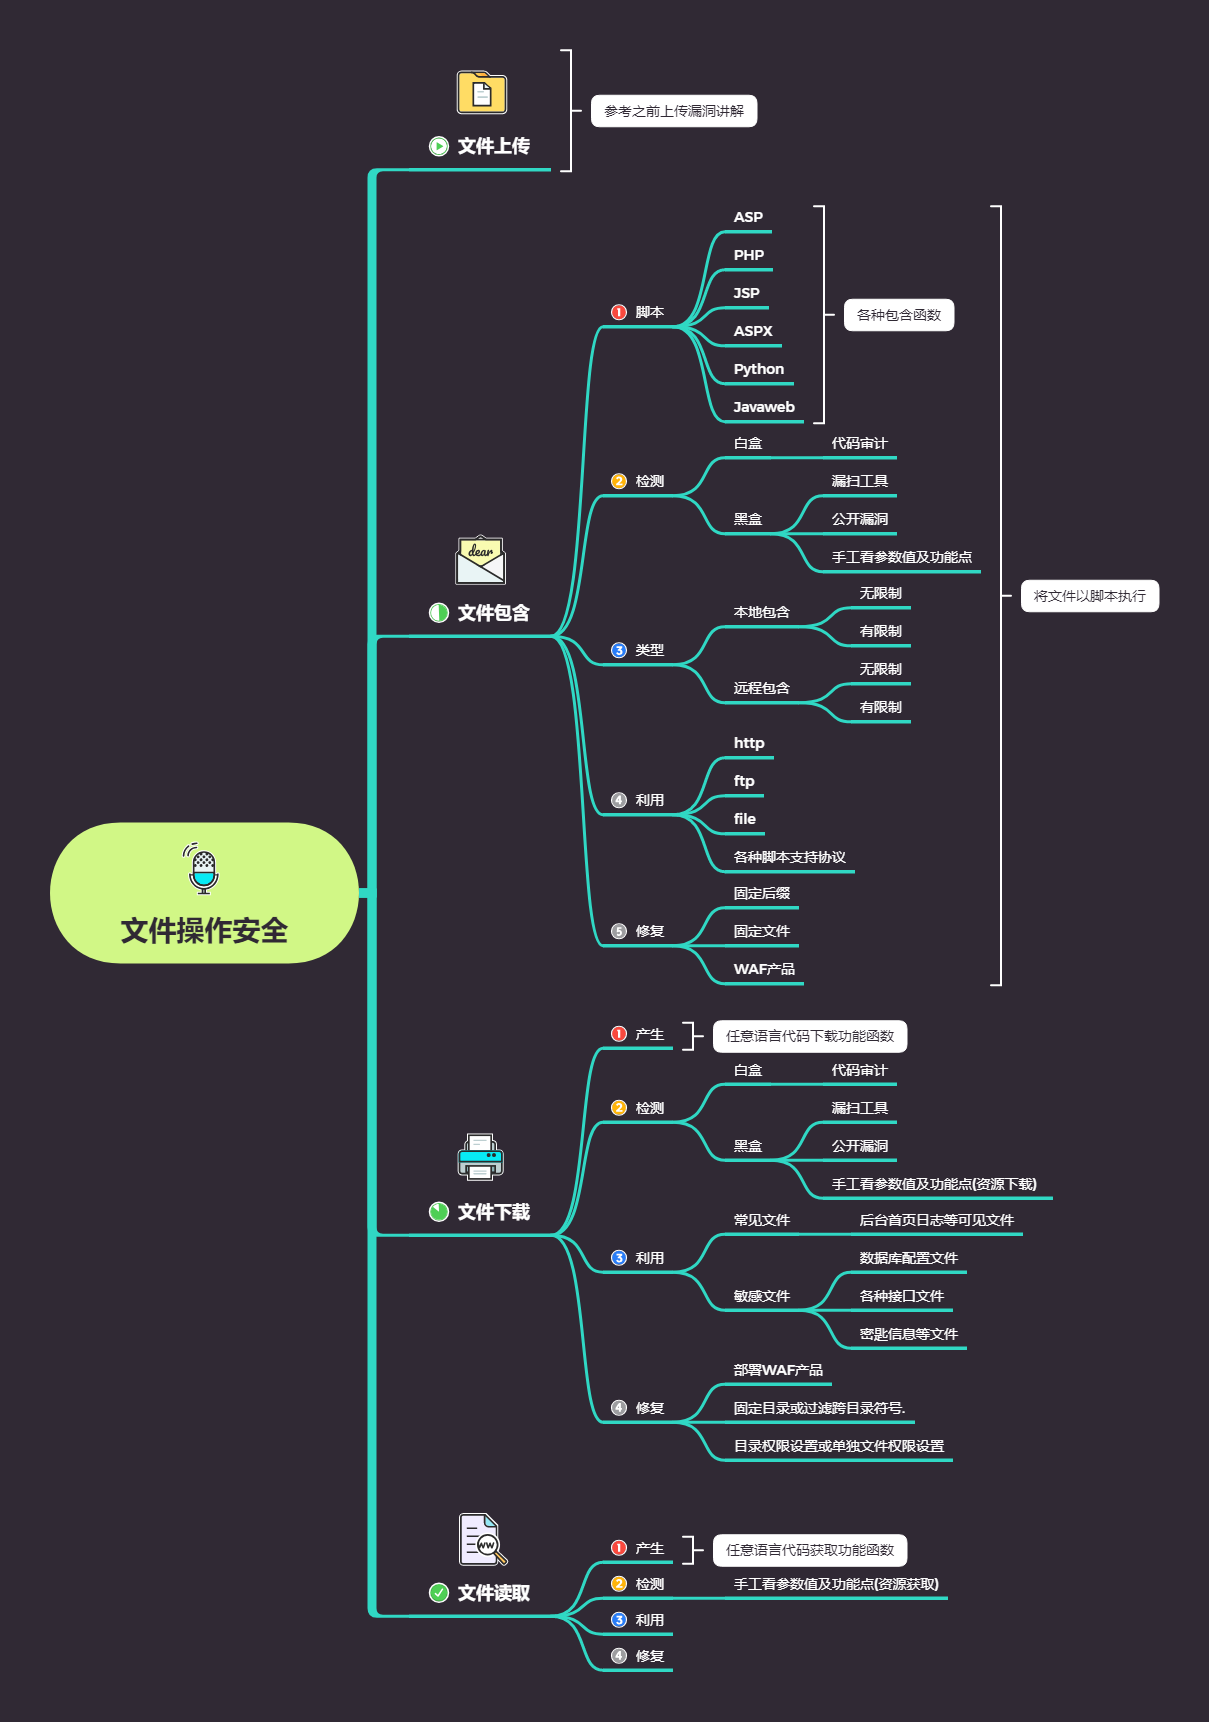 文件操作安全
文件上传
参考之前上传漏洞讲解
文件包含
1 脚本
ASP
PHP
JSP
ASPX
Python
Javaweb
各种包含函数
2 检测
白盒
代码审计
黑盒
漏扫工具
公开漏洞
手工看参数值及功能点
3 类型
本地包含
无限制
有限制
远程包含
无限制
有限制
4 利用
http
ftp
file
各种脚本支持协议
5 修复
固定后缀
固定文件
WAF产品
将文件以脚本执行
dear
文件下载
1 产生
任意语言代码下载功能函数
2 检测
白盒
代码审计
黑盒
漏扫工具
公开漏洞
手工看参数值及功能点(资源下载)
3 利用
常见文件
后台首页日志等可见文件
敏感文件
数据库配置文件
各种接口文件
密匙信息等文件
4 修复
部署WAF产品
固定目录或过滤跨目录符号.
目录权限设置或单独文件权限设置
WW
文件读取
1 产生
任意语言代码获取功能函数
2 检测
手工看参数值及功能点(资源获取)
3 利用
4 修复